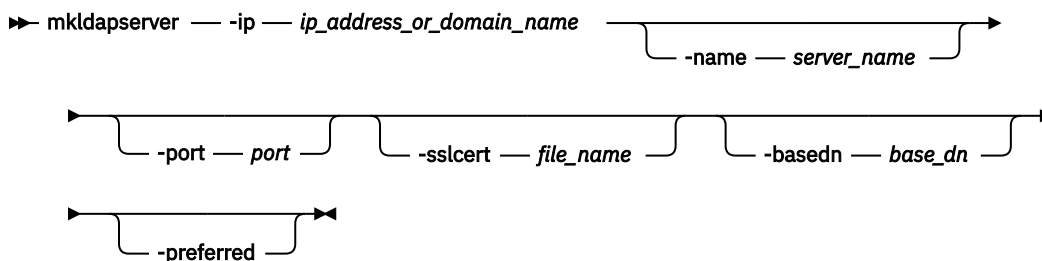 mkldapserver -ip ip_address_or_domain_name
-name server_name
-port port -sslcert file_name -basedn base_dn
-preferred